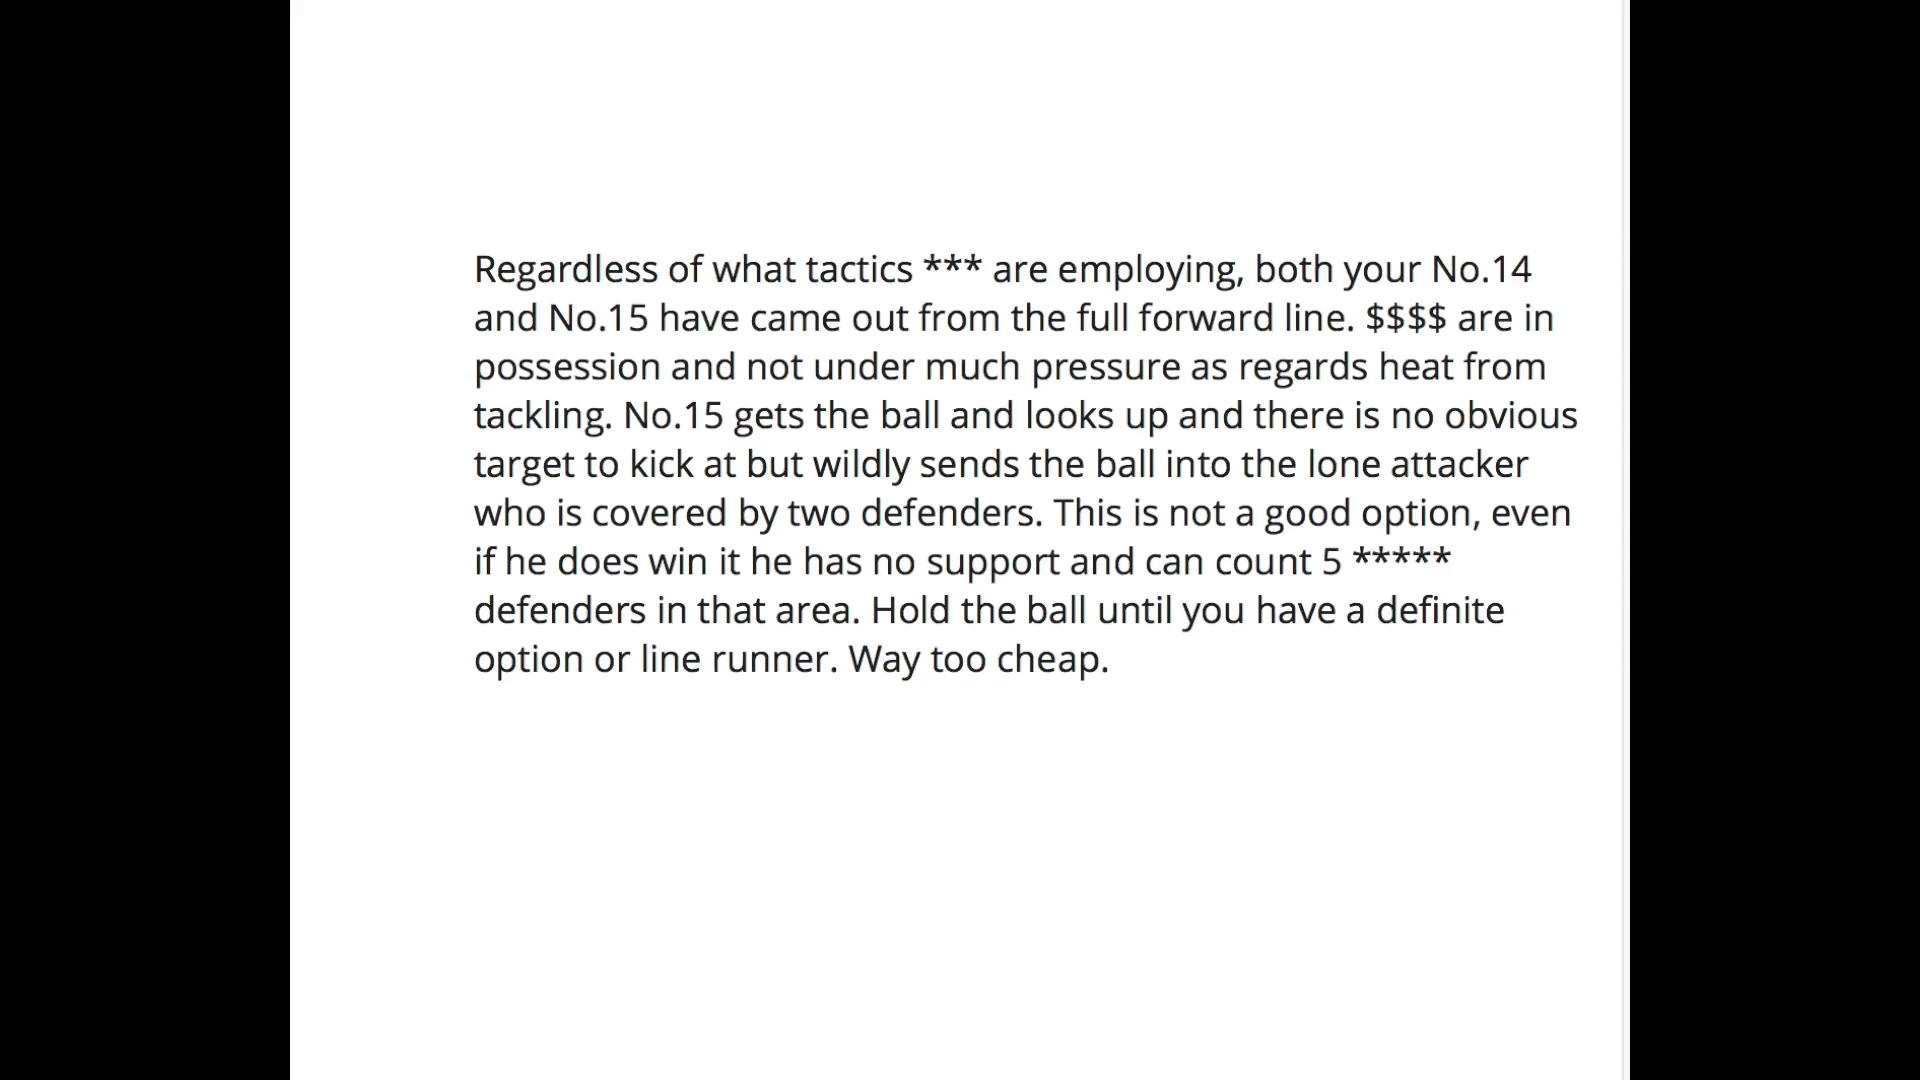 Regardless of what tactics *** are employing, both your No.14
and No.15 have came out from the full forward line. $$$$ are in
possession and not under much pressure as regards heat from
tackling. No.15 gets the ball and looks up and there is no obvious
target to kick at but wildly sends the ball into the lone attacker
who is covered by two defenders. This is not a good option, even
if he does win it he has no support and can count 5 *****
defenders in that area. Hold the ball until you have a definite
option or line runner. Way too cheap.